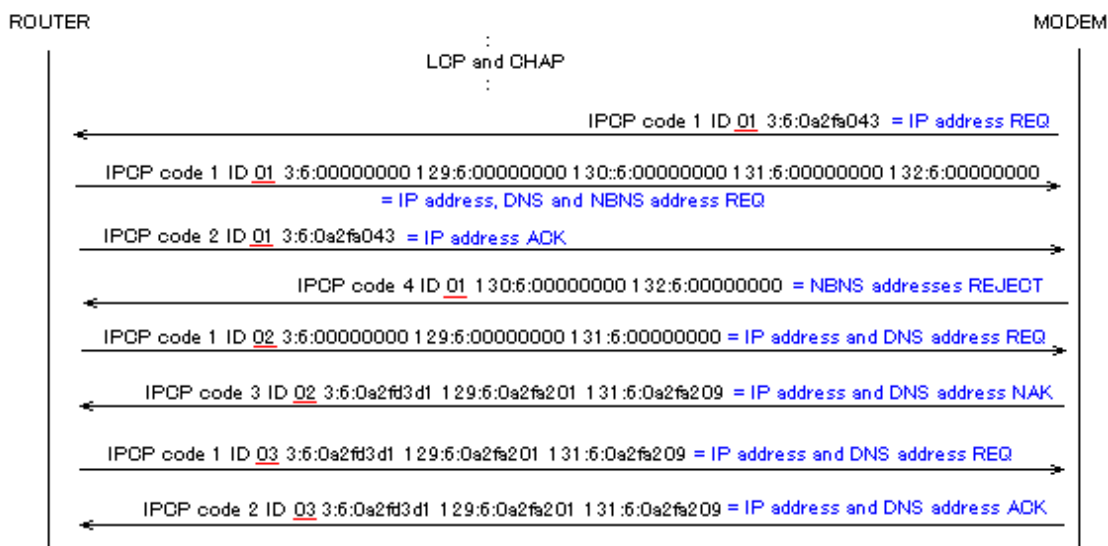 ROUTER
MODEM
:
LCP and CHAP
:
IPCP code 1 ID 01 3:6:0a2fa043 = IP address REQ
IPCP code 1 ID 01 3:6:00000000 129:6:00000000 130::6:00000000 131:6:00000000 132:6:00000000
= IP address, DNS and NBNS address REQ
IPCP code 2 ID 01 3:6:0a2fa043 = IP address ACK
IPCP code 4 ID 01 130:6:00000000 132:6:00000000 = NBNS addresses REJECT
IPCP code 1 ID 02 3:6:00000000 129:6:00000000 131:6:00000000 = IP address and DNS REQ
IPCP code 3 ID 02 3:6:0a2fd3d1 129:6:0a2fa201 131:6:0a2fa209 = IP address and DNS address NAK
IPCP code 1 ID 03 3:6:0a2fd3d1 129:6:0a2fa201 131:6:0a2fa209 = IP address and DNS address REQ
IPCP code 2 ID 03 3:6:0a2fd3d1 129:6:0a2fa201 131:6:0a2fa209 = IP address and DNS address ACK